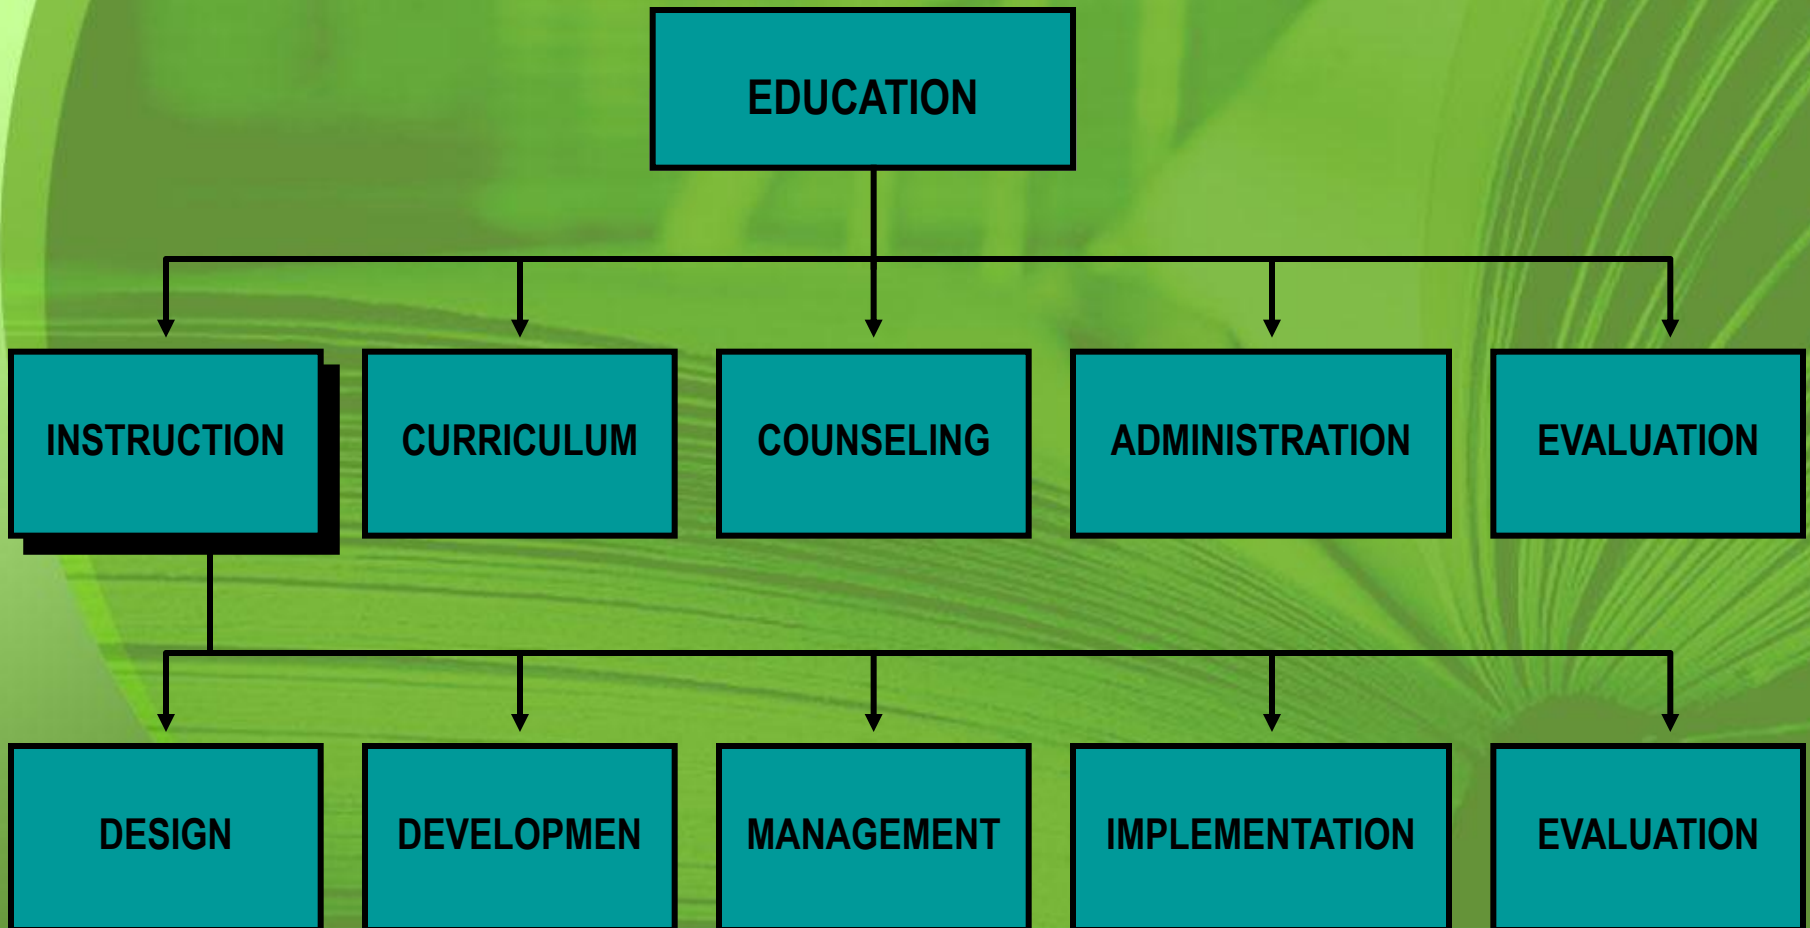 EDUCATION
INSTRUCTION
CURRICULUM
COUNSELING
ADMINISTRATION
EVALUATION
DESIGN
DEVELOPMEN
MANAGEMENT
IMPLEMENTATION
EVALUATION